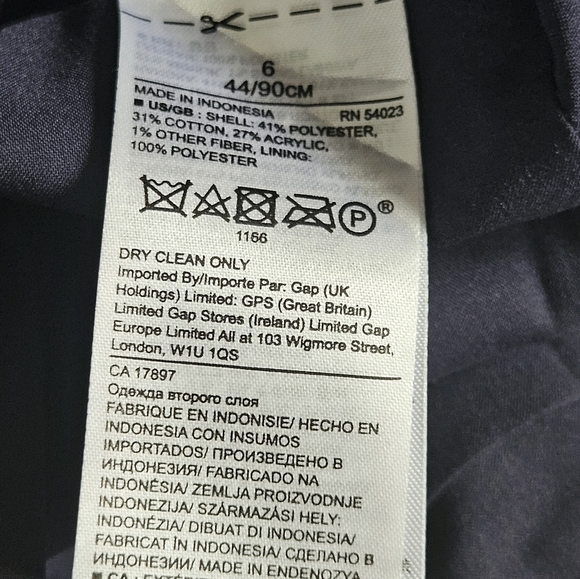 6
44/90CM
MADE IN INDONESIA RN 54023
■ US/GB : SHELL: 41% POLYESTER,
31% COTTON, 27% ACRYLIC,
1% OTHER FIBER, LINING:
100% POLYESTER
P ®
1166
DRY CLEAN ONLY
Imported By/Importe Par: Gap (UK
Holdings) Limited: GPS (Great Britain)
Limited Gap Stores (Ireland) Limited Gap
Europe Limited All at 103 Wigmore Street,
London, W1U 1QS
CA 17897
Одежда второго слоя
FABRIQUE EN INDONISIE/ HECHO EN
INDONESIA CON INSUMOS
IMPORTADOS/ ПРОИЗВЕДЕНО В
ИНДОНЕЗИЯ/ FABRICADO NA
INDONÉSIA/ ZEMLJA PROIZVODNJE
INDONEZIJA/ SZÁRMAZÁSI HELY:
INDONÉZIA/ DIBUAT DI INDONESIA/
FABRICAT ÎN INDONESIA/ СДЕЛАНО В
ИНДОНЕЗИИ/ MADE IN ENDONEZYA
■ CA : EXTÉRIE